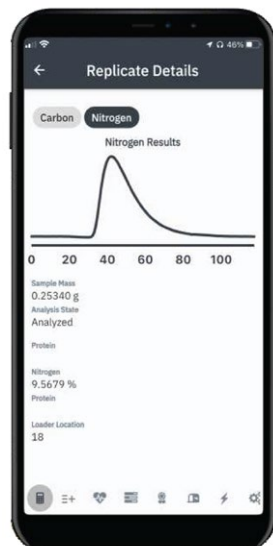 46%
Replicate Details
Carbon Nitrogen
Nitrogen Results
0 20 40 60 80 100
Sample Mass
0.25340 g
Analysis State
Analyzed
Protein
Nitrogen
9.5679 %
Protein
Loader Location
18